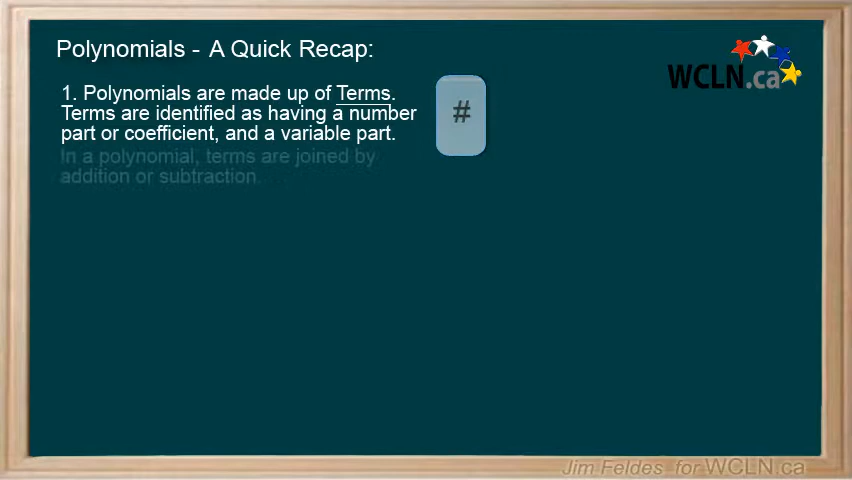 Polynomials - A Quick Recap:
WCLN.ca
1. Polynomials are made up of Terms.
Terms are identified as having a number
part or coefficient, and a variable part.
#
In a polynomial, terms are joined by
addition or subtraction.
Jim Feldes for WCLN.ca